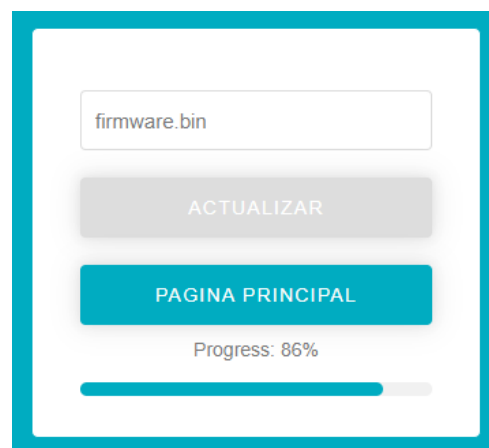 firmware.bin
ACTUALIZAR
PAGINA PRINCIPAL
Progress: 86%